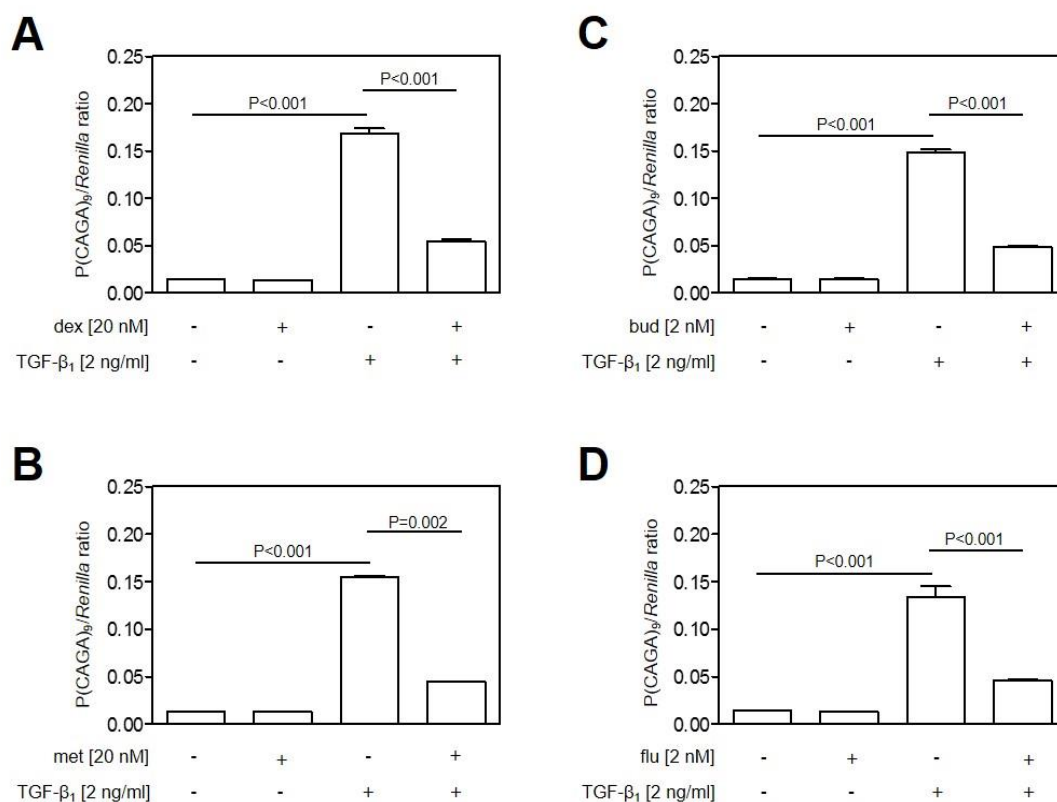 A
P(CAGA)₉/Renilla ratio
0.25
0.20
0.15
0.10
0.05
0.00
P<0.001
P<0.001
dex [20 nM] - + - +
TGF-β₁ [2 ng/ml] - - + +
C
P(CAGA)₉/Renilla ratio
0.25
0.20
0.15
0.10
0.05
0.00
P<0.001
P<0.001
bud [2 nM] - + - +
TGF-β₁ [2 ng/ml] - - + +
B
P(CAGA)₉/Renilla ratio
0.25
0.20
0.15
0.10
0.05
0.00
P=0.002
P<0.001
met [20 nM] - + - +
TGF-β₁ [2 ng/ml] - - + +
D
P(CAGA)₉/Renilla ratio
0.25
0.20
0.15
0.10
0.05
0.00
P<0.001
P<0.001
flu [2 nM] - + - +
TGF-β₁ [2 ng/ml] - - + +